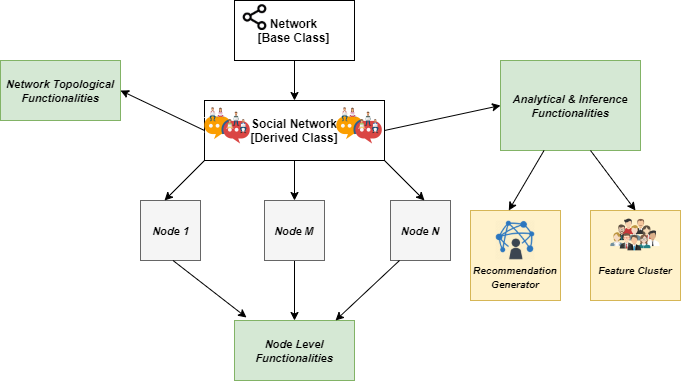 Network
[Base Class]
Network Topological
Functionalities
Analytical & Inference
Functionalities
Social Network
[Derived Class]
Node 1
Node M
Node N
Recommendation
Generator
Feature Cluster
Node Level
Functionalities